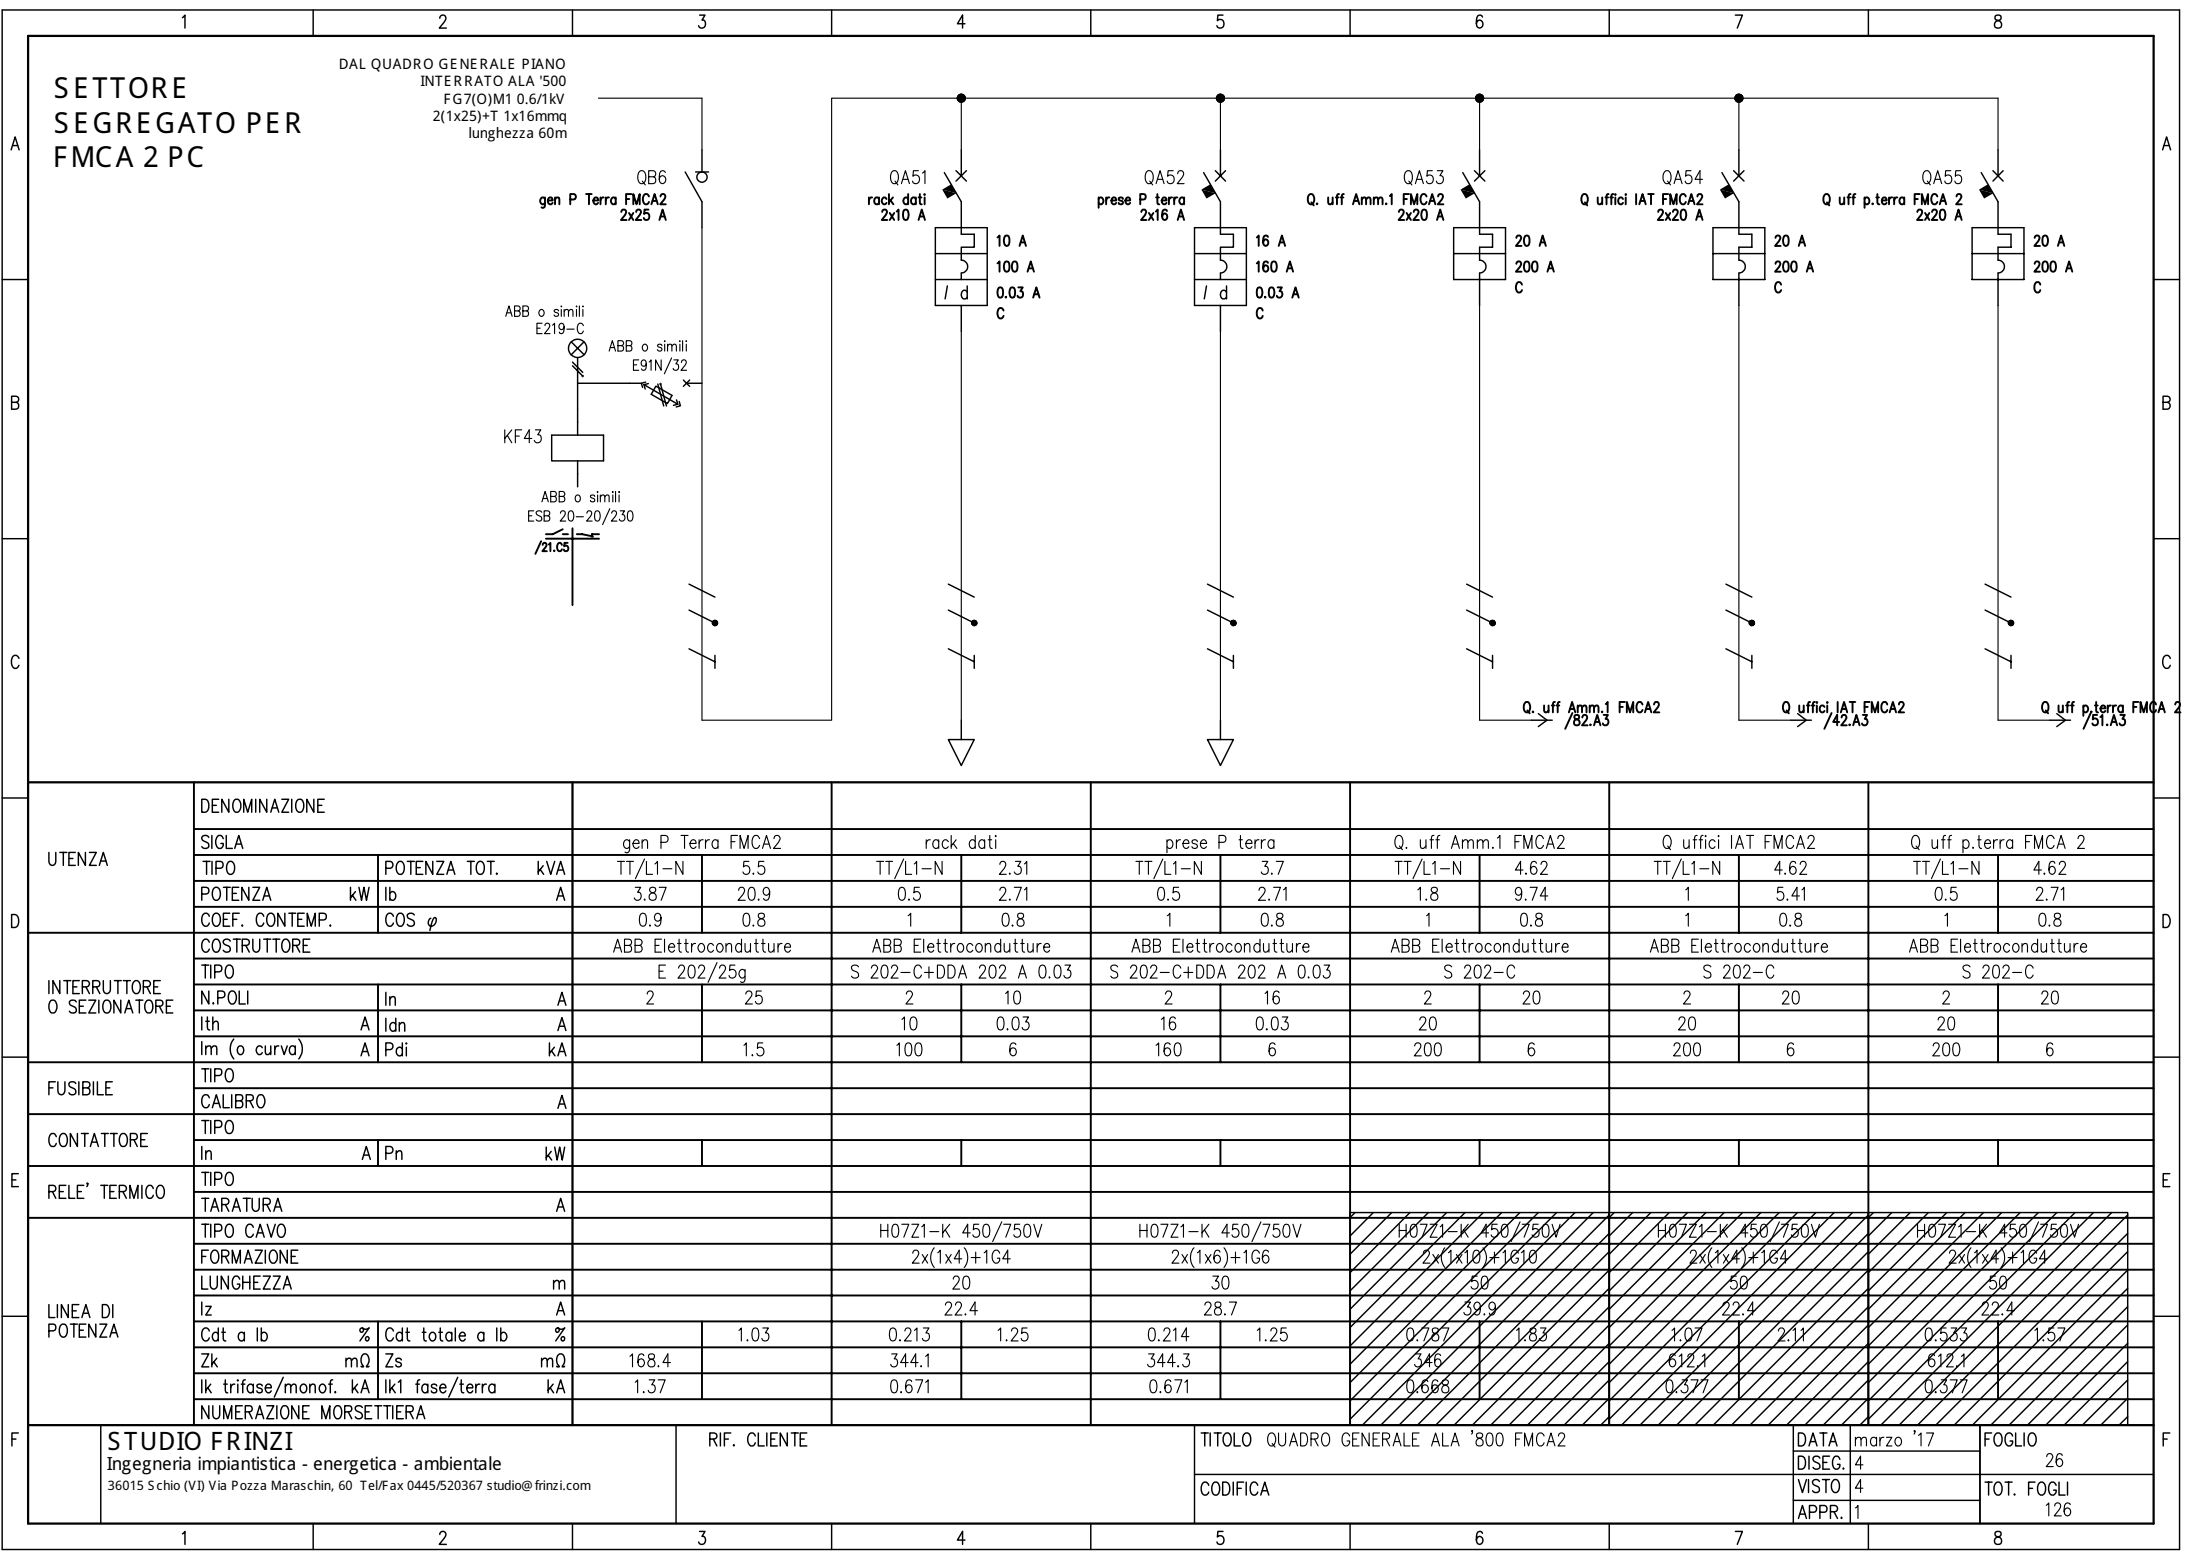 1 2 3 4 5 6 7 8
SETTORE
SEGREGATO PER
FMCA 2 PC
DAL QUADRO GENERALE PIANO
INTERRATO ALA '500
FG7(O)M1 0.6/1kV
2(1x25)+T 1x16mmq
lunghezza 60m
A A
QB6
gen P Terra FMCA2
2x25 A
QA51
rack dati
2x10 A
10 A
100 A
I d 0.03 A
C
QA52
prese P terra
2x16 A
16 A
160 A
I d 0.03 A
C
QA53
Q. uff Amm.1 FMCA2
2x20 A
20 A
200 A
C
QA54
Q uffici IAT FMCA2
2x20 A
20 A
200 A
C
QA55
Q uff p.terra FMCA 2
2x20 A
20 A
200 A
C
ABB o simili
E219-C
ABB o simili
E91N/32
B B
KF43
ABB o simili
ESB 20-20/230
/21.C5
C C
Q. uff Amm.1 FMCA2
/82.A3
Q uffici IAT FMCA2
/42.A3
Q uff p.terra FMCA 2
/51.A3
UTENZA
DENOMINAZIONE
SIGLA gen P Terra FMCA2 rack dati prese P terra Q. uff Amm.1 FMCA2 Q uffici IAT FMCA2 Q uff p.terra FMCA 2
TIPO POTENZA TOT. kVA TT/L1-N 5.5 TT/L1-N 2.31 TT/L1-N 3.7 TT/L1-N 4.62 TT/L1-N 4.62 TT/L1-N 4.62
POTENZA kW Ib A 3.87 20.9 0.5 2.71 0.5 2.71 1.8 9.74 1 5.41 0.5 2.71
COEF. CONTEMP. COS φ 0.9 0.8 1 0.8 1 0.8 1 0.8 1 0.8 1 0.8
D D
INTERRUTTORE
O SEZIONATORE
COSTRUTTORE ABB Elettrocondutture ABB Elettrocondutture ABB Elettrocondutture ABB Elettrocondutture ABB Elettrocondutture ABB Elettrocondutture
TIPO E 202/25g S 202-C+DDA 202 A 0.03 S 202-C+DDA 202 A 0.03 S 202-C S 202-C S 202-C
N.POLI In A 2 25 2 10 2 16 2 20 2 20 2 20
Ith A Idn A 10 0.03 16 0.03 20 20 20
Im (o curva) A Pdi kA 1.5 100 6 160 6 200 6 200 6 200 6
FUSIBILE
TIPO
CALIBRO A
CONTATTORE
TIPO
In A Pn kW
E E
RELE' TERMICO
TIPO
TARATURA A
LINEA DI
POTENZA
TIPO CAVO H07Z1-K 450/750V H07Z1-K 450/750V H07Z1-K 450/750V H07Z1-K 450/750V H07Z1-K 450/750V
FORMAZIONE 2x(1x4)+1G4 2x(1x6)+1G6 2x(1x10)+1G10 2x(1x4)+1G4 2x(1x4)+1G4
LUNGHEZZA m 20 30 50 50 50
Iz A 22.4 28.7 39.9 22.4 22.4
Cdt a Ib % Cdt totale a Ib % 1.03 0.213 1.25 0.214 1.25 0.787 1.83 1.07 2.11 0.533 1.57
Zk mΩ Zs mΩ 168.4 344.1 344.3 346 612.1 612.1
Ik trifase/monof. kA Ik1 fase/terra kA 1.37 0.671 0.671 0.668 0.377 0.377
NUMERAZIONE MORSETTIERA
F F
STUDIO FRINZI
Ingegneria impiantistica - energetica - ambientale
36015 Schio (VI) Via Pozza Maraschin, 60 Tel/Fax 0445/520367 studio@frinzi.com
RIF. CLIENTE
TITOLO QUADRO GENERALE ALA '800 FMCA2
CODIFICA
DATA marzo '17
DISEG. 4
VISTO 4
APPR. 1
FOGLIO
26
TOT. FOGLI
126
1 2 3 4 5 6 7 8